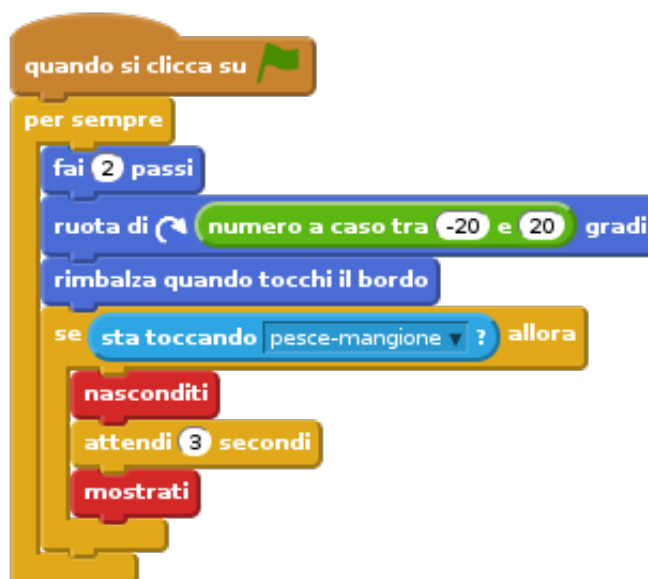 quando si clicca su
per sempre
fai 2 passi
ruota di numero a caso tra -20 e 20 gradi
rimbalza quando tocchi il bordo
se sta toccando pesce-mangione ? allora
nasconditi
attendi 3 secondi
mostrati